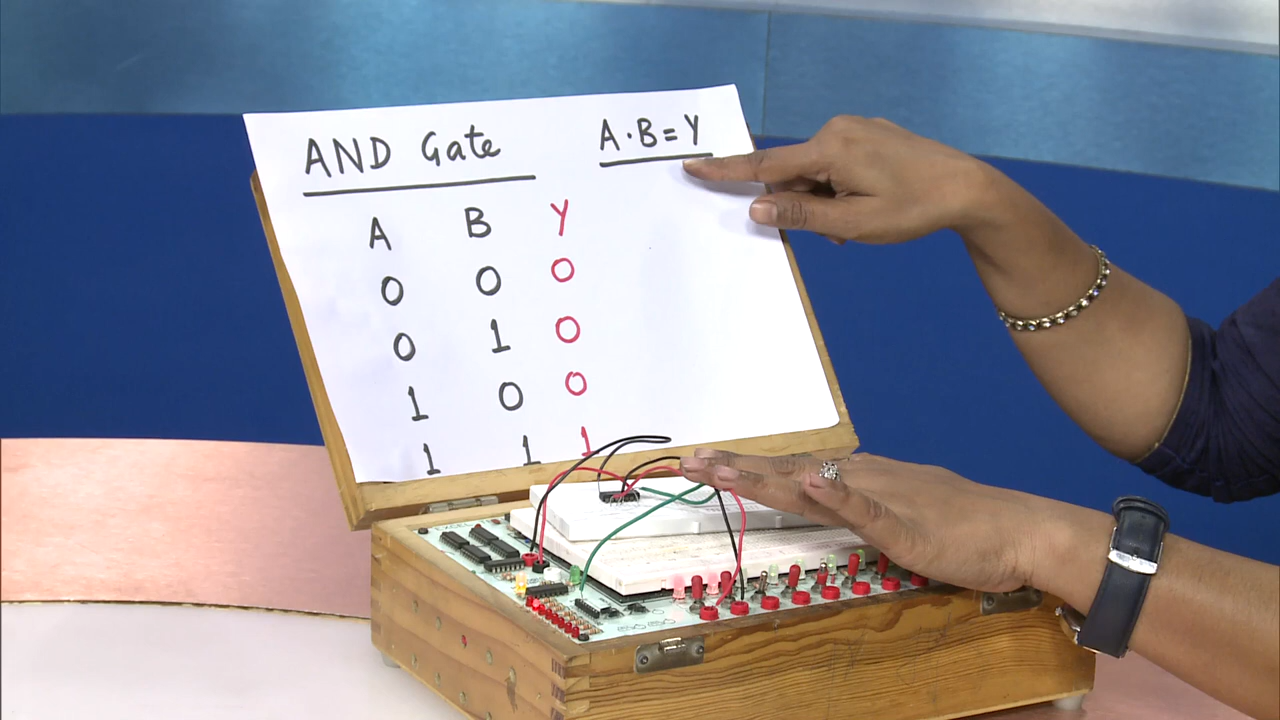 AND Gate A·B=Y
A B Y
0 0 0
0 1 0
1 0 0
1 1 1